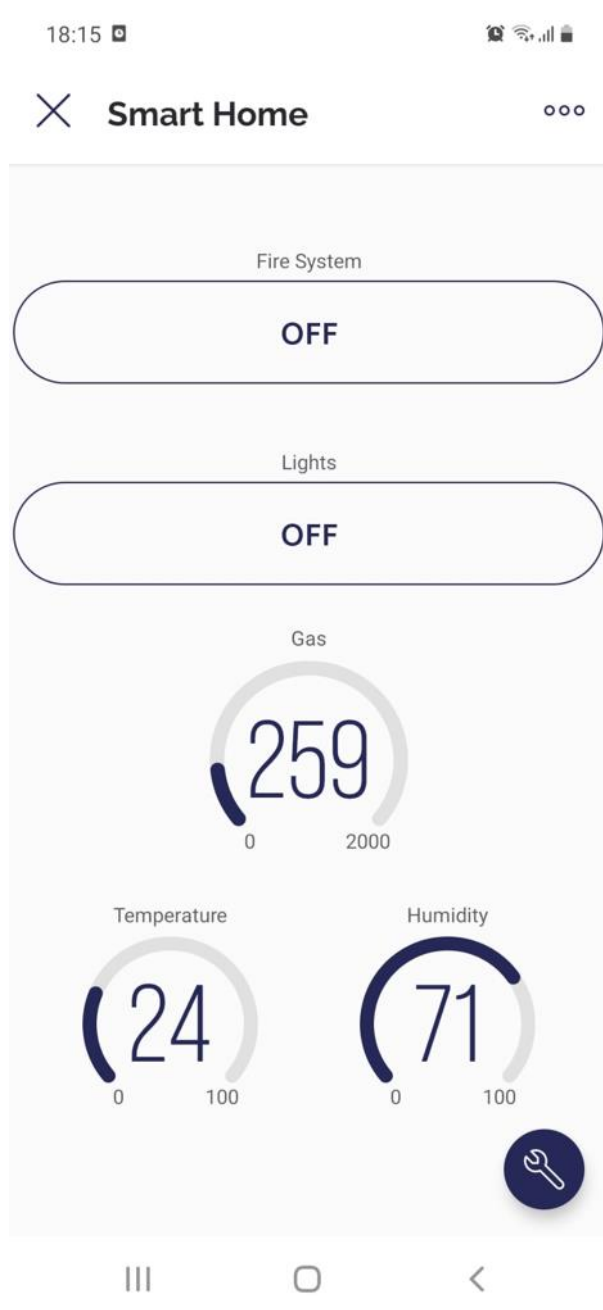 18:15
Smart Home
Fire System
OFF
Lights
OFF
Gas
259
0 2000
Temperature Humidity
24 71
0 100 0 100